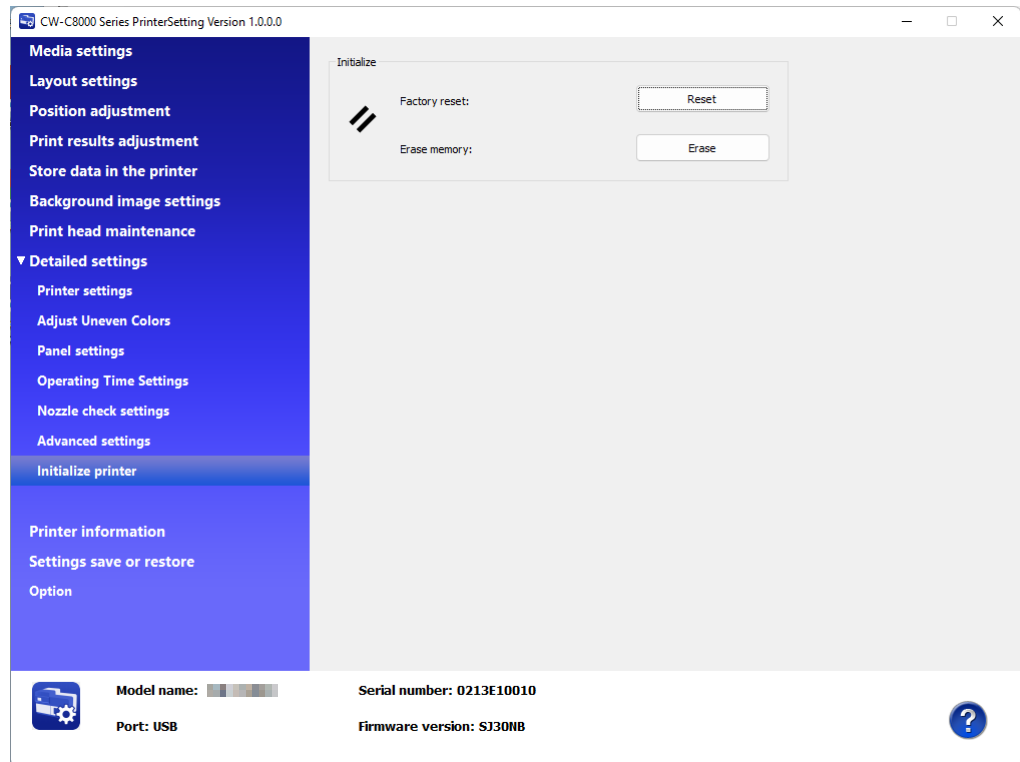 CW-C8000 Series PrinterSetting Version 1.0.0.0
Media settings
Layout settings
Position adjustment
Print results adjustment
Store data in the printer
Background image settings
Print head maintenance
Detailed settings
Printer settings
Adjust Uneven Colors
Panel settings
Operating Time Settings
Nozzle check settings
Advanced settings
Initialize printer
Printer information
Settings save or restore
Option
Initialize
Factory reset: Reset
Erase memory: Erase
Model name: Serial number: 0213E10010
Port: USB Firmware version: SJ30NB
?